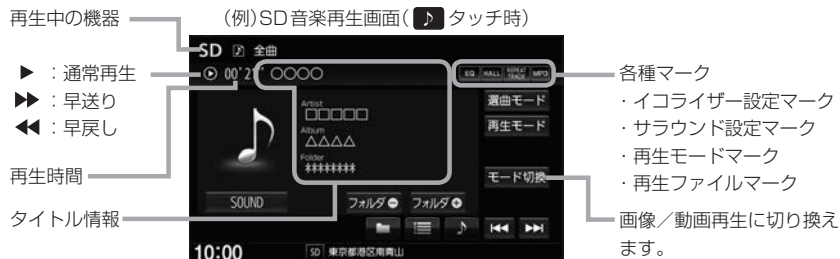 再生中の機器
(例)SD音楽再生画面( ♪ タッチ時)
SD ♪ 全曲
▶ :通常再生
▶▶ :早送り
◀◀ :早戻し
00'21" ○○○○
EQ HALL REPEAT TRACK MP3
Artist
□□□□□
Album
△△△△
Folder
********
選曲モード
再生モード
モード切換
再生時間
タイトル情報
SOUND
フォルダ－ フォルダ＋
10:00
SD 東京都港区南青山
各種マーク
・イコライザー設定マーク
・サラウンド設定マーク
・再生モードマーク
・再生ファイルマーク
画像／動画再生に切り換え
ます。